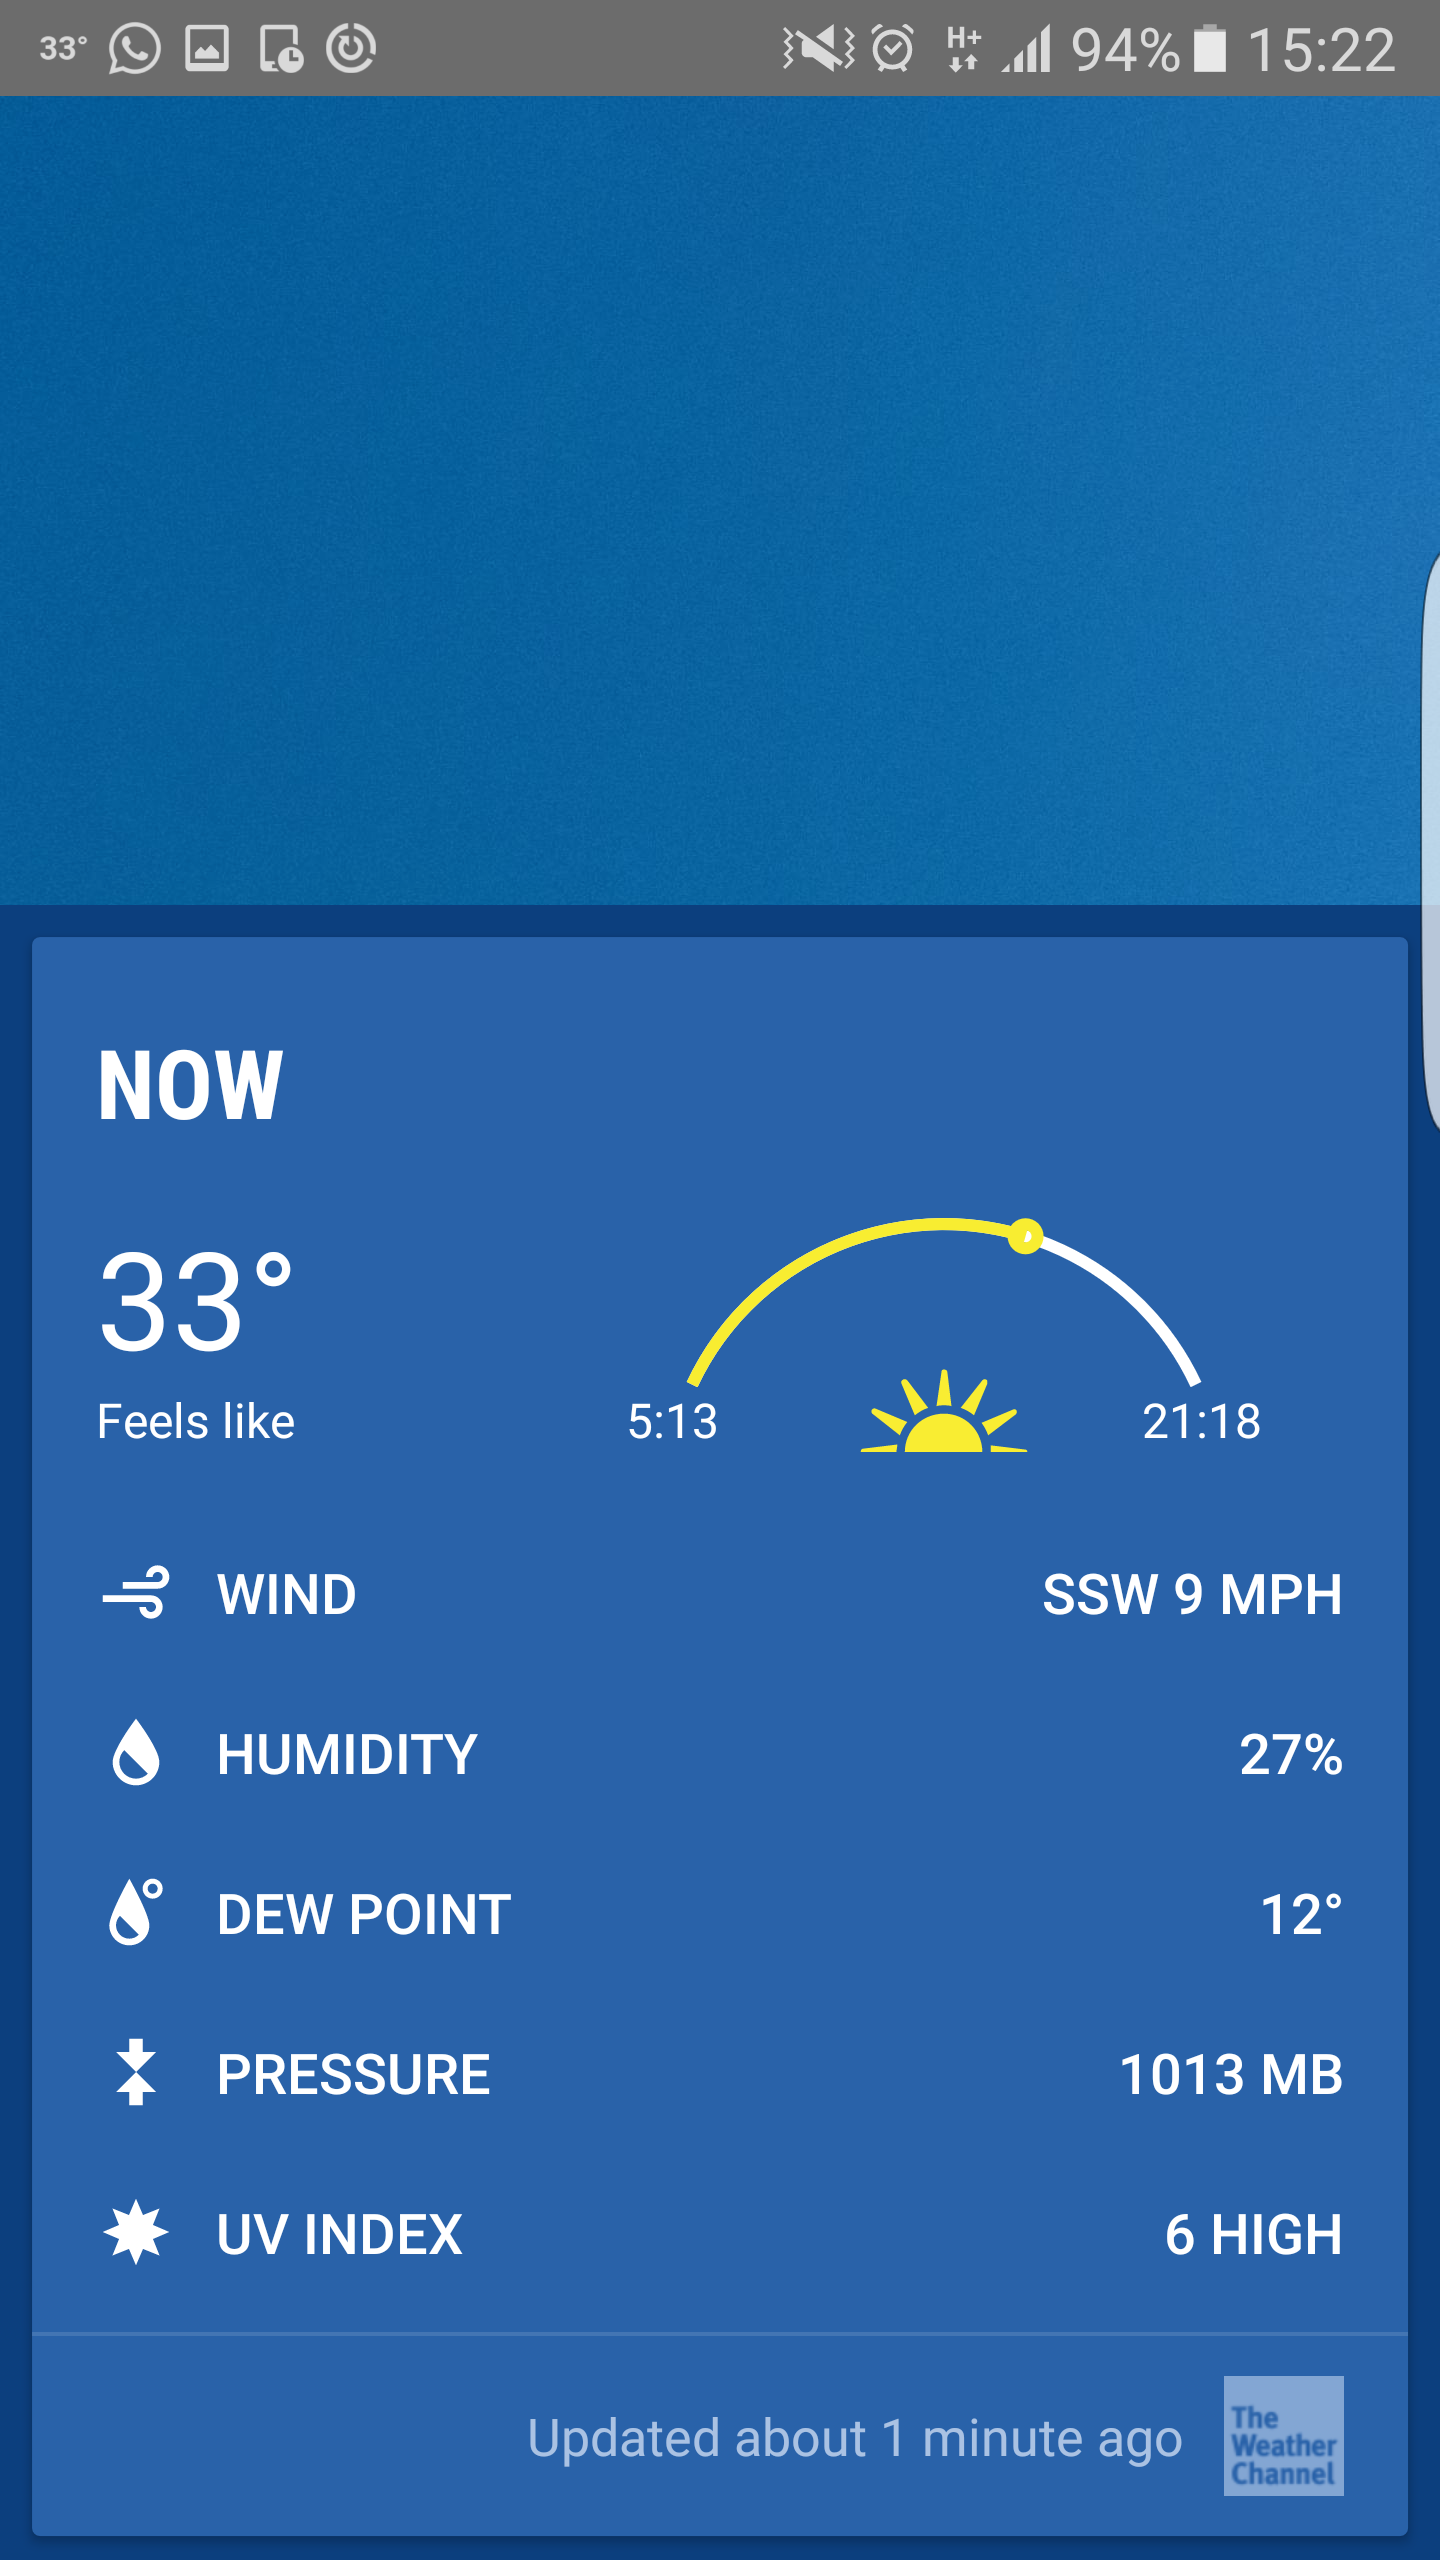 33° H+ 94% 15:22
NOW
33°
Feels like
5:13 21:18
WIND SSW 9 MPH
HUMIDITY 27%
DEW POINT 12°
PRESSURE 1013 MB
UV INDEX 6 HIGH
Updated about 1 minute ago
The
Weather
Channel